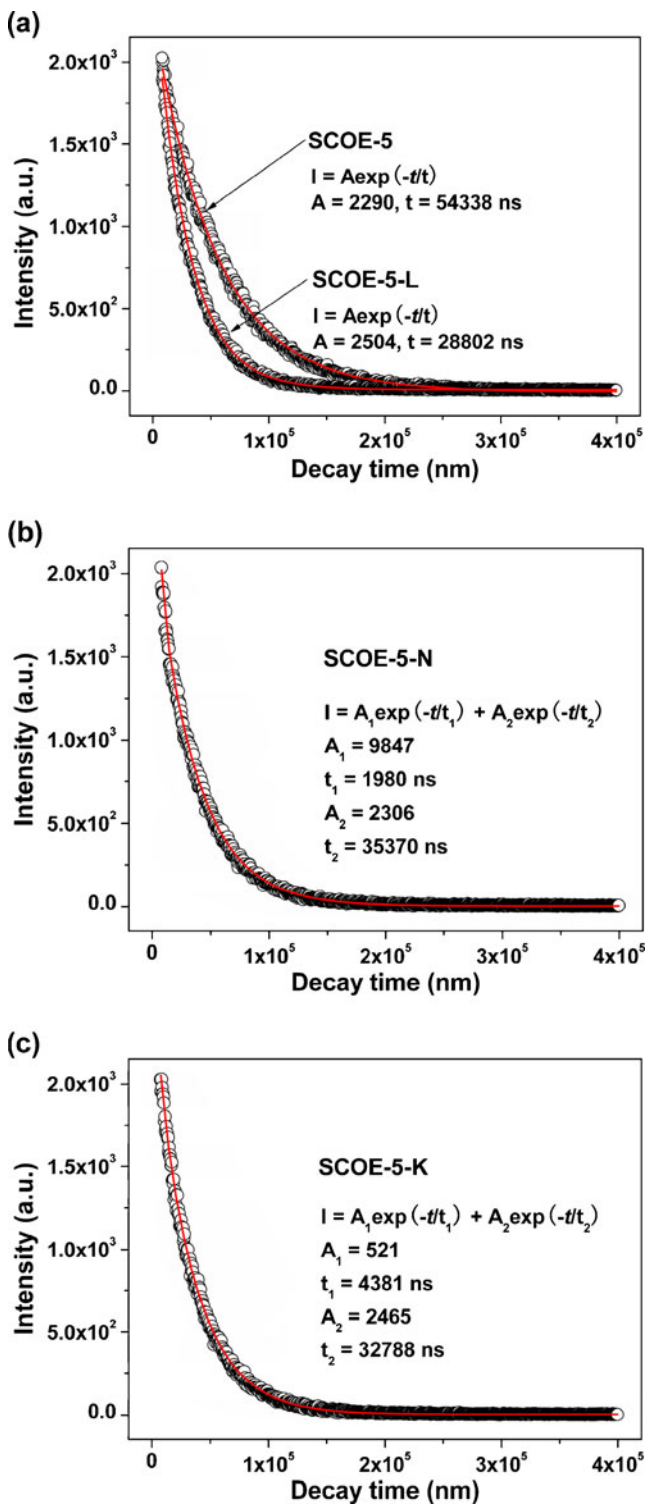 (a)
2.0x10³
1.5x10³
1.0x10³
5.0x10²
0.0
Intensity (a.u.)
SCOE-5
I = Aexp (-t/t)
A = 2290, t = 54338 ns
SCOE-5-L
I = Aexp (-t/t)
A = 2504, t = 28802 ns
0 1x10⁵ 2x10⁵ 3x10⁵ 4x10⁵
Decay time (nm)
(b)
2.0x10³
1.5x10³
1.0x10³
5.0x10²
0.0
Intensity (a.u.)
SCOE-5-N
I = A₁exp (-t/t₁) + A₂exp (-t/t₂)
A₁ = 9847
t₁ = 1980 ns
A₂ = 2306
t₂ = 35370 ns
0 1x10⁵ 2x10⁵ 3x10⁵ 4x10⁵
Decay time (nm)
(c)
2.0x10³
1.5x10³
1.0x10³
5.0x10²
0.0
Intensity (a.u.)
SCOE-5-K
I = A₁exp (-t/t₁) + A₂exp (-t/t₂)
A₁ = 521
t₁ = 4381 ns
A₂ = 2465
t₂ = 32788 ns
0 1x10⁵ 2x10⁵ 3x10⁵ 4x10⁵
Decay time (nm)